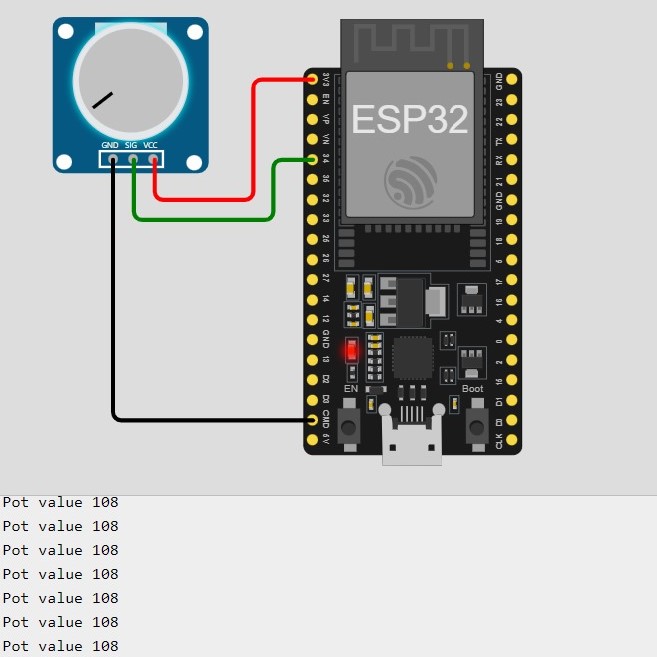 GND SIG VCC
ESP32
3V3
EN
VP
VN
34
35
32
33
25
26
27
14
12
GND
13
D2
D3
CMD
5V
GND
23
22
TX
RX
21
GND
19
18
5
17
16
4
0
2
15
D1
D0
CLK
EN
Boot
Pot value 108
Pot value 108
Pot value 108
Pot value 108
Pot value 108
Pot value 108
Pot value 108